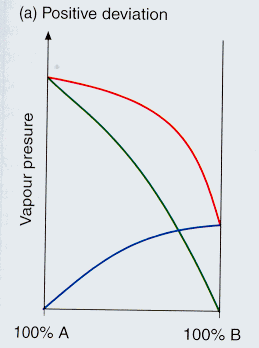 (a) Positive deviation
Vapour presure
100% A
100% B